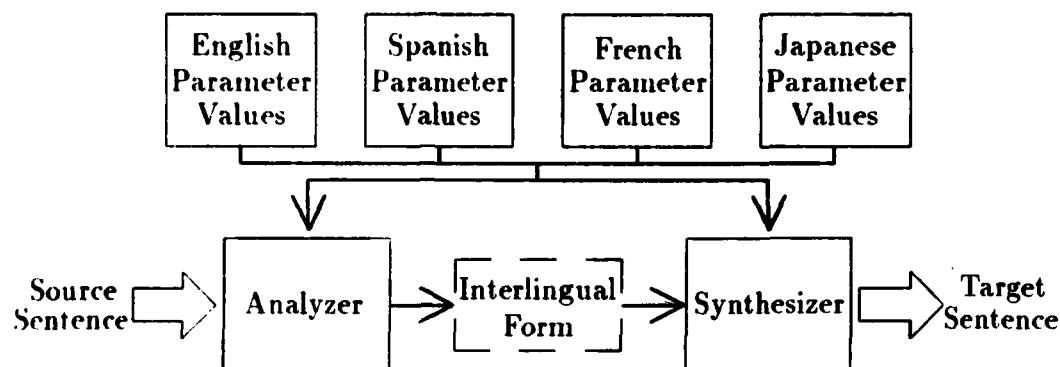 English
Parameter
Values
Spanish
Parameter
Values
French
Parameter
Values
Japanese
Parameter
Values
Source
Sentence
Analyzer
Interlingual
Form
Synthesizer
Target
Sentence